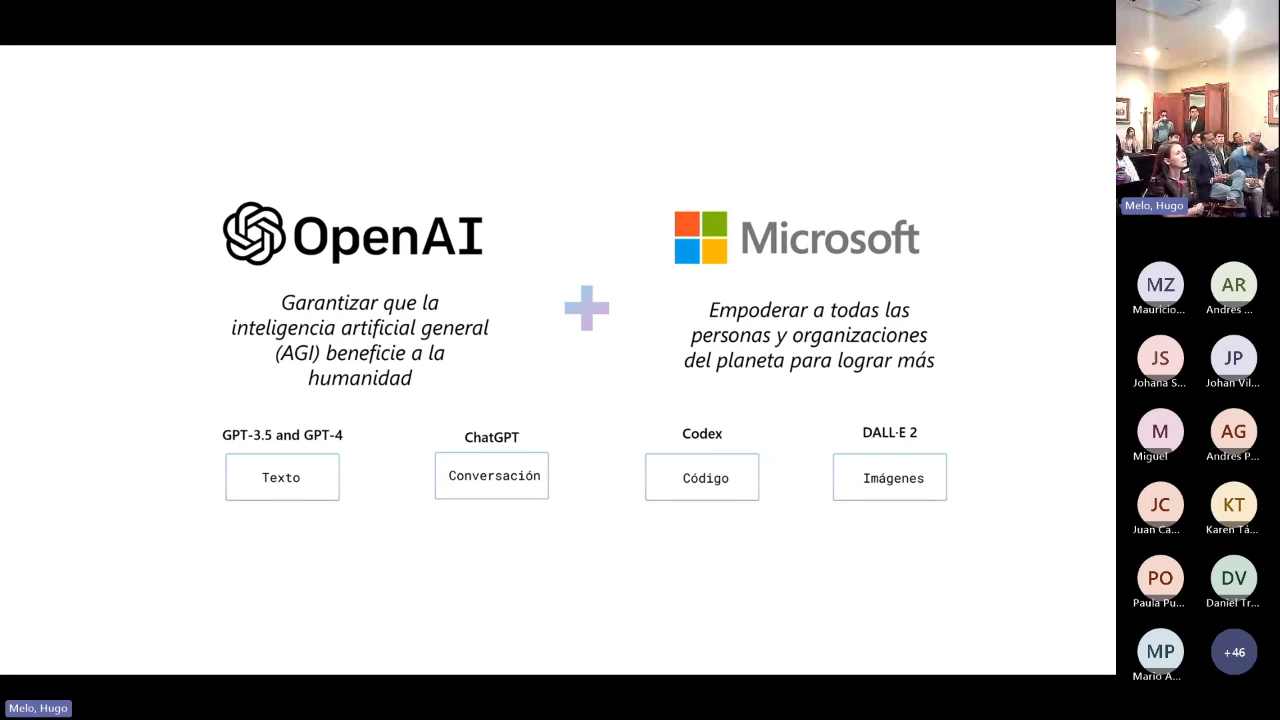 OpenAI
Garantizar que la
inteligencia artificial general
(AGI) beneficie a la
humanidad
Microsoft
Empoderar a todas las
personas y organizaciones
del planeta para lograr más
GPT-3.5 and GPT-4
Texto
ChatGPT
Conversación
Codex
Código
DALL·E 2
Imágenes
Melo, Hugo
MZ
Mauricio...
AR
Andres ...
JS
Johana S...
JP
Johan Vil...
M
Miguel
AG
Andres P...
JC
Juan Ca...
KT
Karen Tá...
PO
Paula Pu...
DV
Daniel Tr...
MP
Mario A...
+46
Melo, Hugo